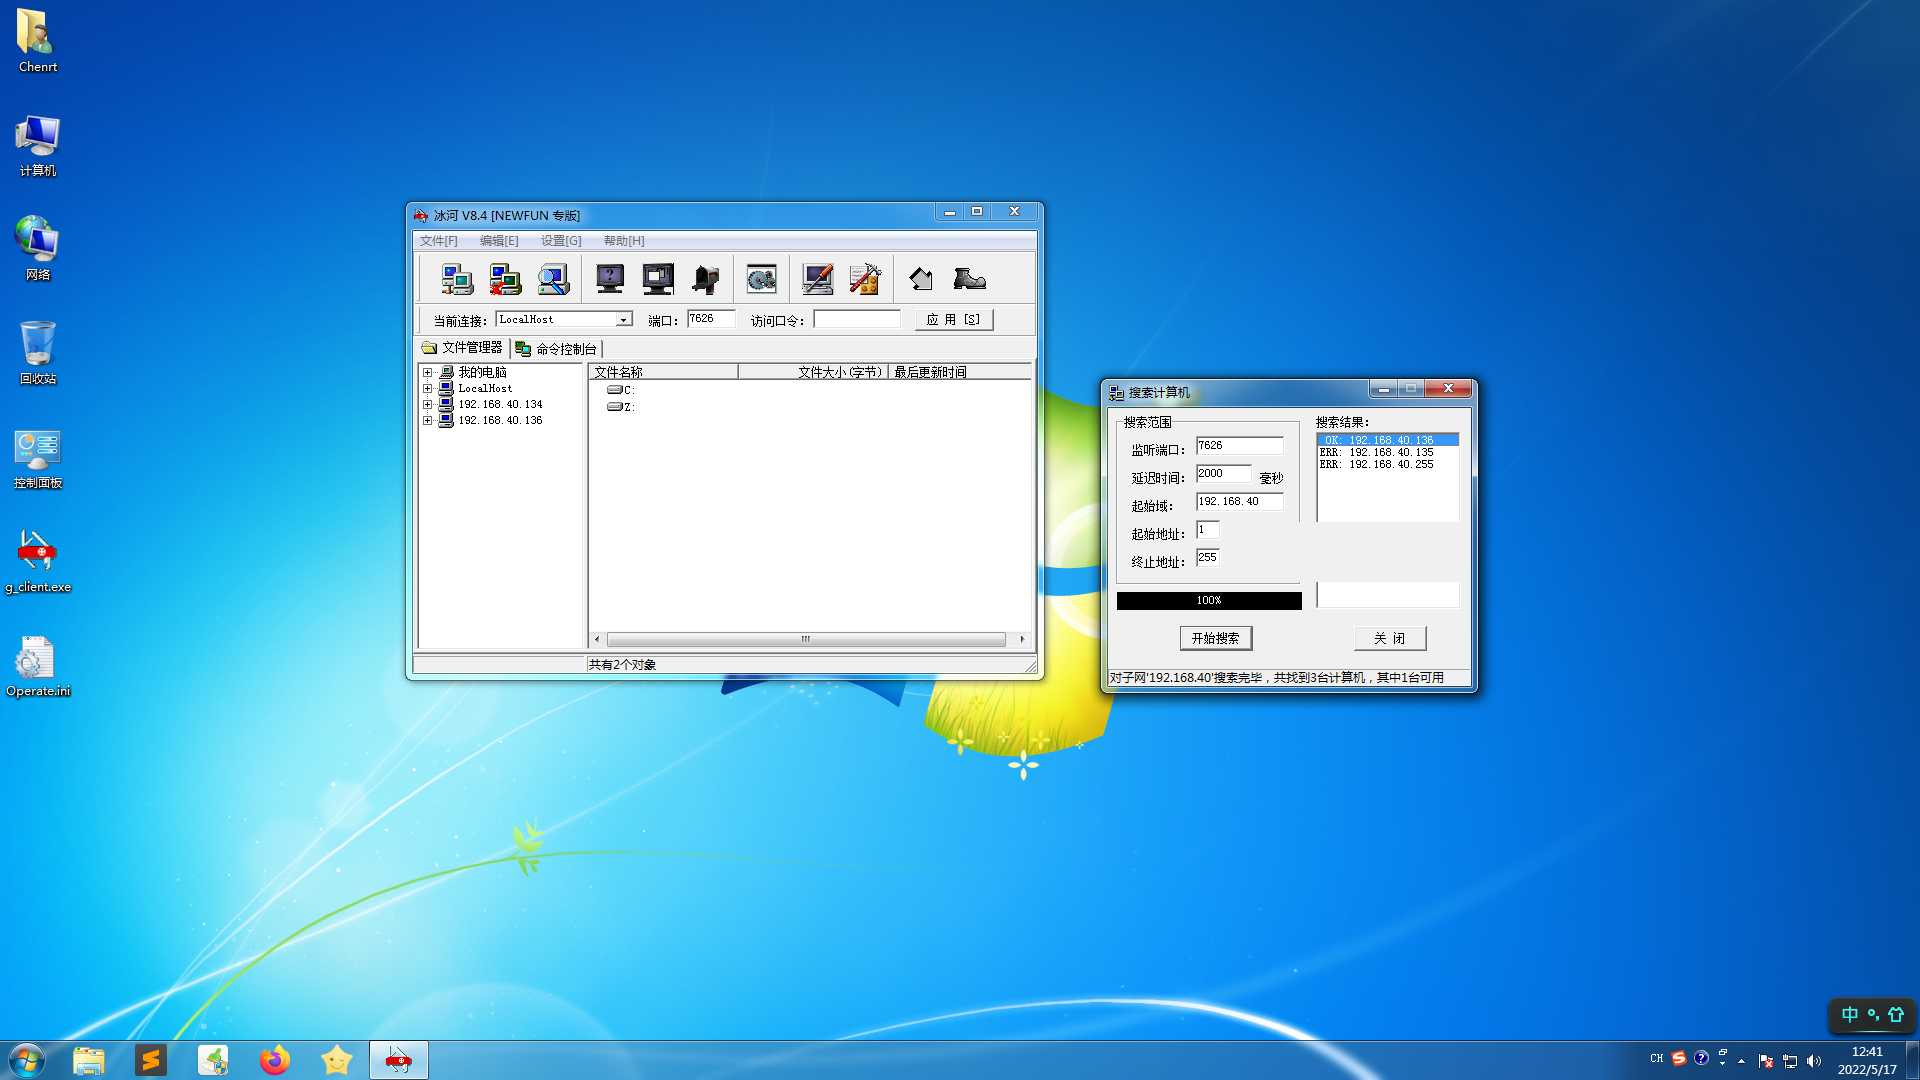 Chenrt
计算机
网络
回收站
控制面板
g_client.exe
Operate.ini
冰河 V8.4 [NEWFUN 专版]
文件[F] 编辑[E] 设置[G] 帮助[H]
当前连接: LocalHost 端口: 7626 访问口令: 应 用 [S]
文件管理器 命令控制台
我的电脑
LocalHost
192.168.40.134
192.168.40.136
文件名称 文件大小(字节) 最后更新时间
C:
Z:
共有2个对象
搜索计算机
搜索范围
监听端口: 7626
延迟时间: 2000 毫秒
起始域: 192.168.40
起始地址: 1
终止地址: 255
100%
开始搜索
搜索结果:
OK: 192.168.40.136
ERR: 192.168.40.135
ERR: 192.168.40.255
关 闭
对子网'192.168.40'搜索完毕，共找到3台计算机，其中1台可用
中 °,
CH
12:41
2022/5/17